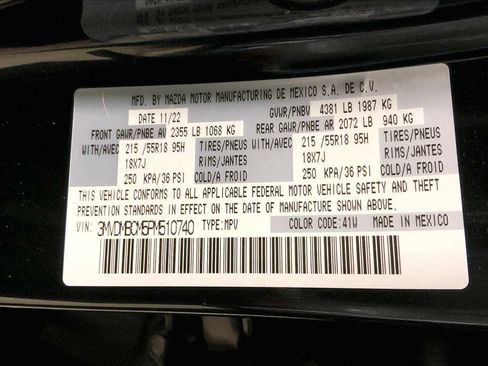 MFD. BY MAZDA MOTOR MANUFACTURING DE MEXICO S.A. DE C.V.
DATE 11/22 GVWR/PNBV 4381 LB 1987 KG
FRONT GAWR/PNBE AV 2355 LB 1068 KG REAR GAWR/PNBE AR 2072 LB 940 KG
WITH/AVEC 215 /55R18 95H TIRES/PNEUS WITH/AVEC 215 /55R18 95H TIRES/PNEUS
18X7J RIMS/JANTES 18X7J RIMS/JANTES
250 KPA/36 PSI COLD/A FROID 250 KPA/36 PSI COLD/A FROID
THIS VEHICLE CONFORMS TO ALL APPLICABLE FEDERAL MOTOR VEHICLE SAFETY AND THEFT
PREVENTION STANDARDS IN EFFECT ON THE DATE OF MANUFACTURE SHOWN ABOVE.
VIN: 3MVDMBCM5PM510740 TYPE:MPV COLOR CODE:41W MADE IN MEXICO